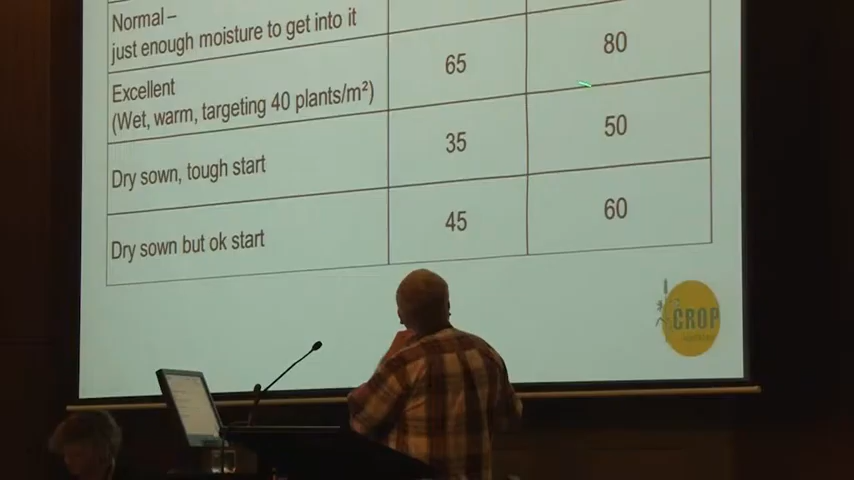 Normal –
just enough moisture to get into it
Excellent
(Wet, warm, targeting 40 plants/m²)
65
80
Dry sown, tough start
35
50
Dry sown but ok start
45
60
CROP